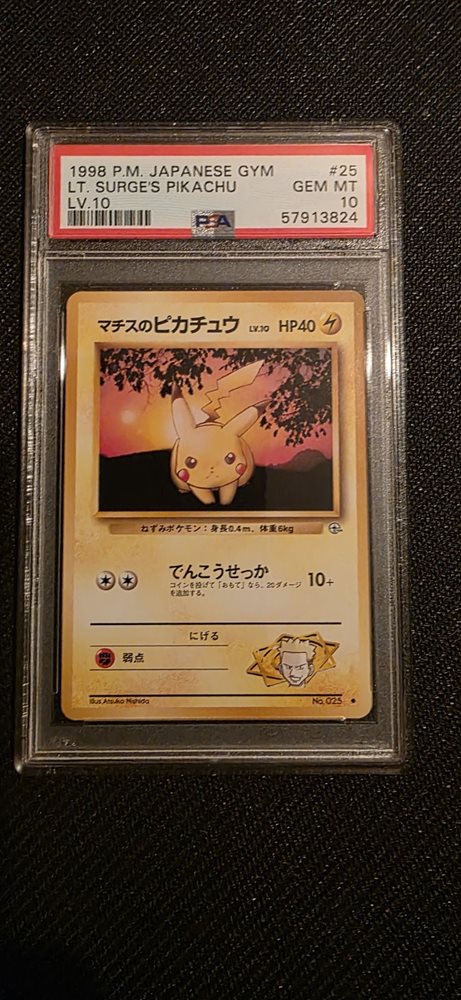 1998 P.M. JAPANESE GYM #25
LT. SURGE'S PIKACHU GEM MT
LV.10 10
PSA 57913824
マチスのピカチュウ LV.10 HP40
ねずみポケモン：身長0.4m、体重6kg
でんこうせっか 10+
コインを投げて「おもて」なら、20ダメージ
を追加する。
にげる
弱点
Illus.Atsuko Nishida No.025